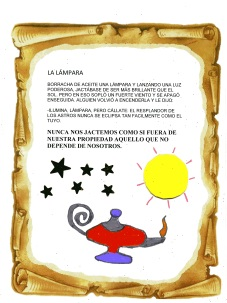 LA LÁMPARA
BORRACHA DE ACEITE UNA LÁMPARA Y LANZANDO UNA LUZ
PODEROSA, JACTÁBASE DE SER MÁS BRILLANTE QUE EL
SOL. PERO EN ESO SOPLÓ UN FUERTE VIENTO Y SE APAGÓ
ENSEGUIDA. ALGUIEN VOLVIÓ A ENCENDERLA Y LE DIJO:
-ILUMINA, LÁMPARA, PERO CÁLLATE: EL RESPLANDOR DE
LOS ASTROS NUNCA SE ECLIPSA TAN FACILMENTE COMO EL
TUYO.
NUNCA NOS JACTEMOS COMO SI FUERA DE
NUESTRA PROPIEDAD AQUELLO QUE NO
DEPENDE DE NOSOTROS.